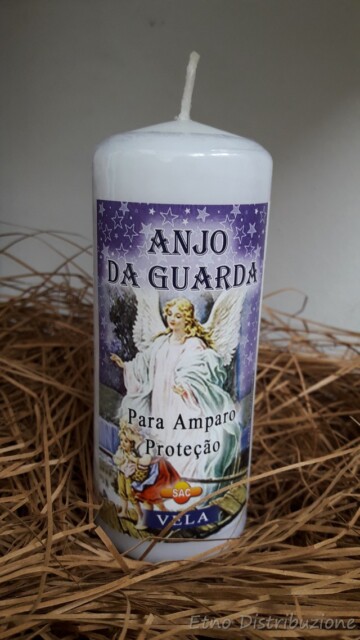 ANJO
DA GUARDA
Para Amparo
Proteção
SAC
VELA
Etno Distribuzione